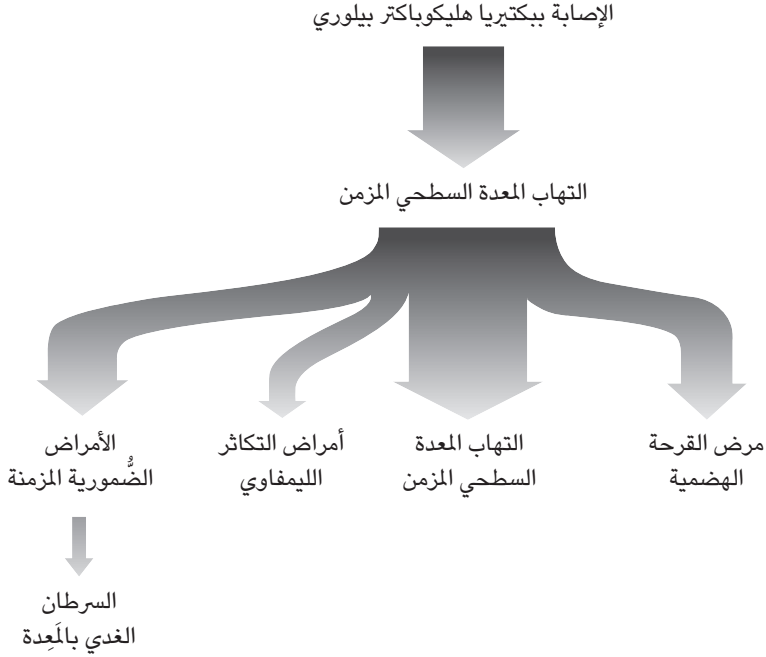 الإصابة ببكتيريا هليكوباكتر بيلوري
التهاب المعدة السطحي المزمن
مرض القرحة
الهضمية
التهاب المعدة
السطحي المزمن
أمراض التكاثر
الليمفاوي
الأمراض
الضُّمورية المزمنة
السرطان
الغدي بالمَعِدة